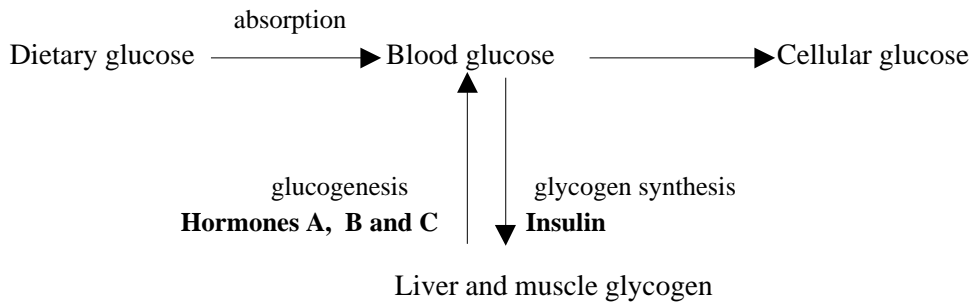 absorption
Dietary glucose Blood glucose Cellular glucose
glucogenesis glycogen synthesis
Hormones A, B and C Insulin
Liver and muscle glycogen